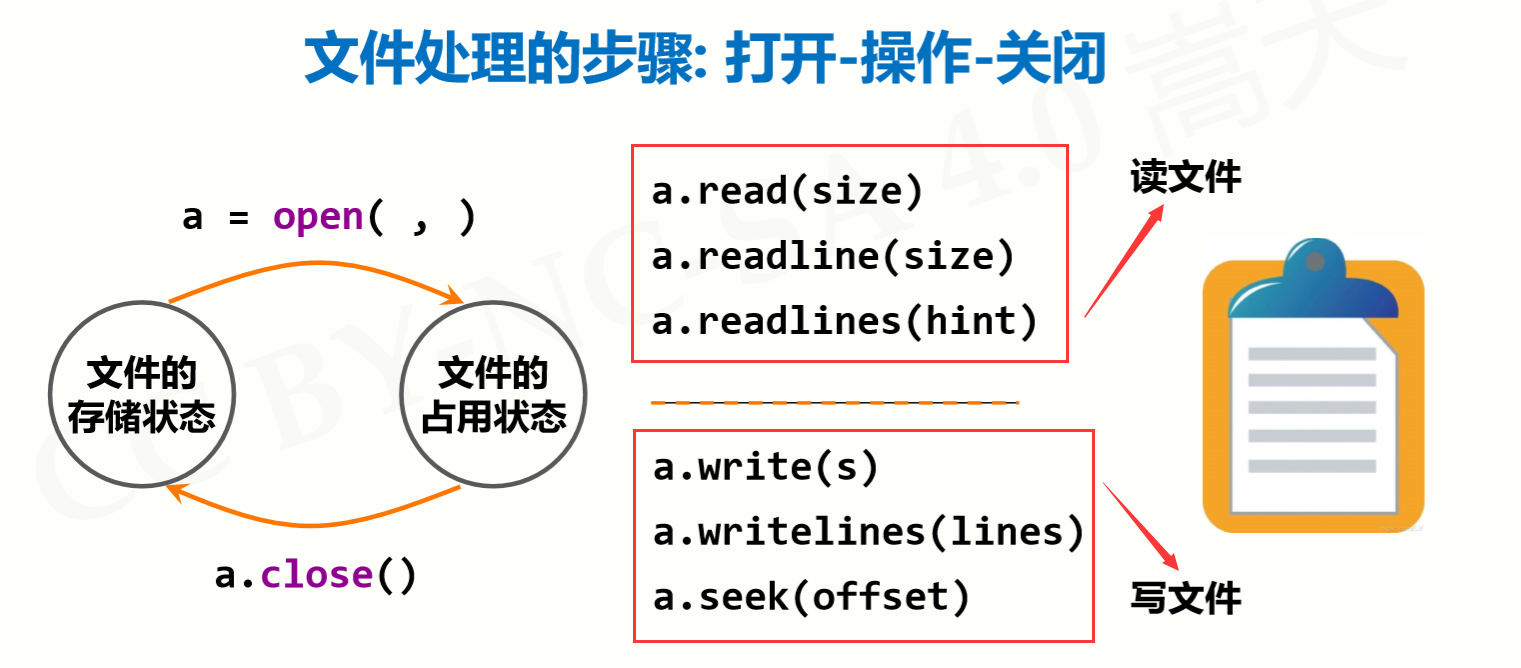 文件处理的步骤: 打开-操作-关闭
a = open( , )
文件的
存储状态
文件的
占用状态
a.close()
a.read(size)
a.readline(size)
a.readlines(hint)
读文件
a.write(s)
a.writelines(lines)
a.seek(offset)
写文件
CC BY-NC SA 4.0 嵩天